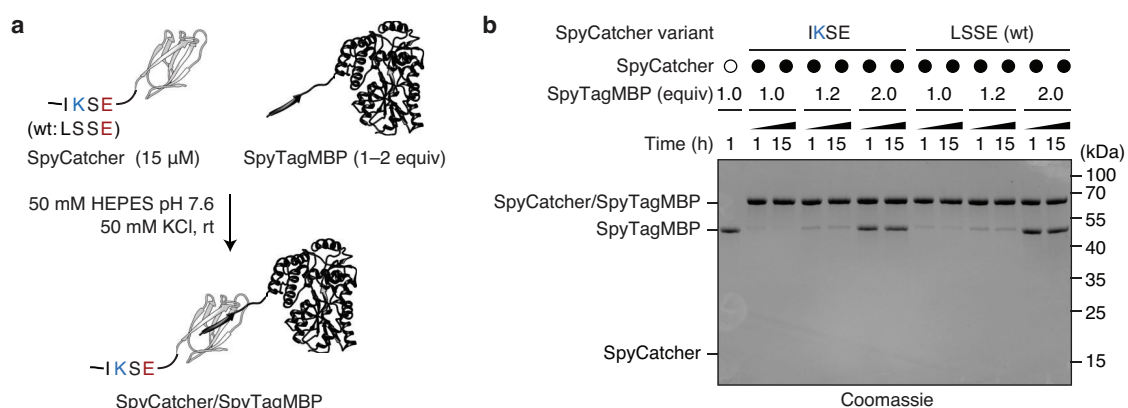 a
IKSE
(wt: LSSE)
SpyCatcher (15 µM)
SpyTagMBP (1–2 equiv)
50 mM HEPES pH 7.6
50 mM KCl, rt
IKSE
SpyCatcher/SpyTagMBP
b
SpyCatcher variant IKSE LSSE (wt)
SpyCatcher
SpyTagMBP (equiv) 1.0 1.0 1.2 2.0 1.0 1.2 2.0
Time (h) 1 1 15 1 15 1 15 1 15 1 15 1 15
(kDa)
SpyCatcher/SpyTagMBP
SpyTagMBP
SpyCatcher
100
70
55
40
35
25
15
Coomassie